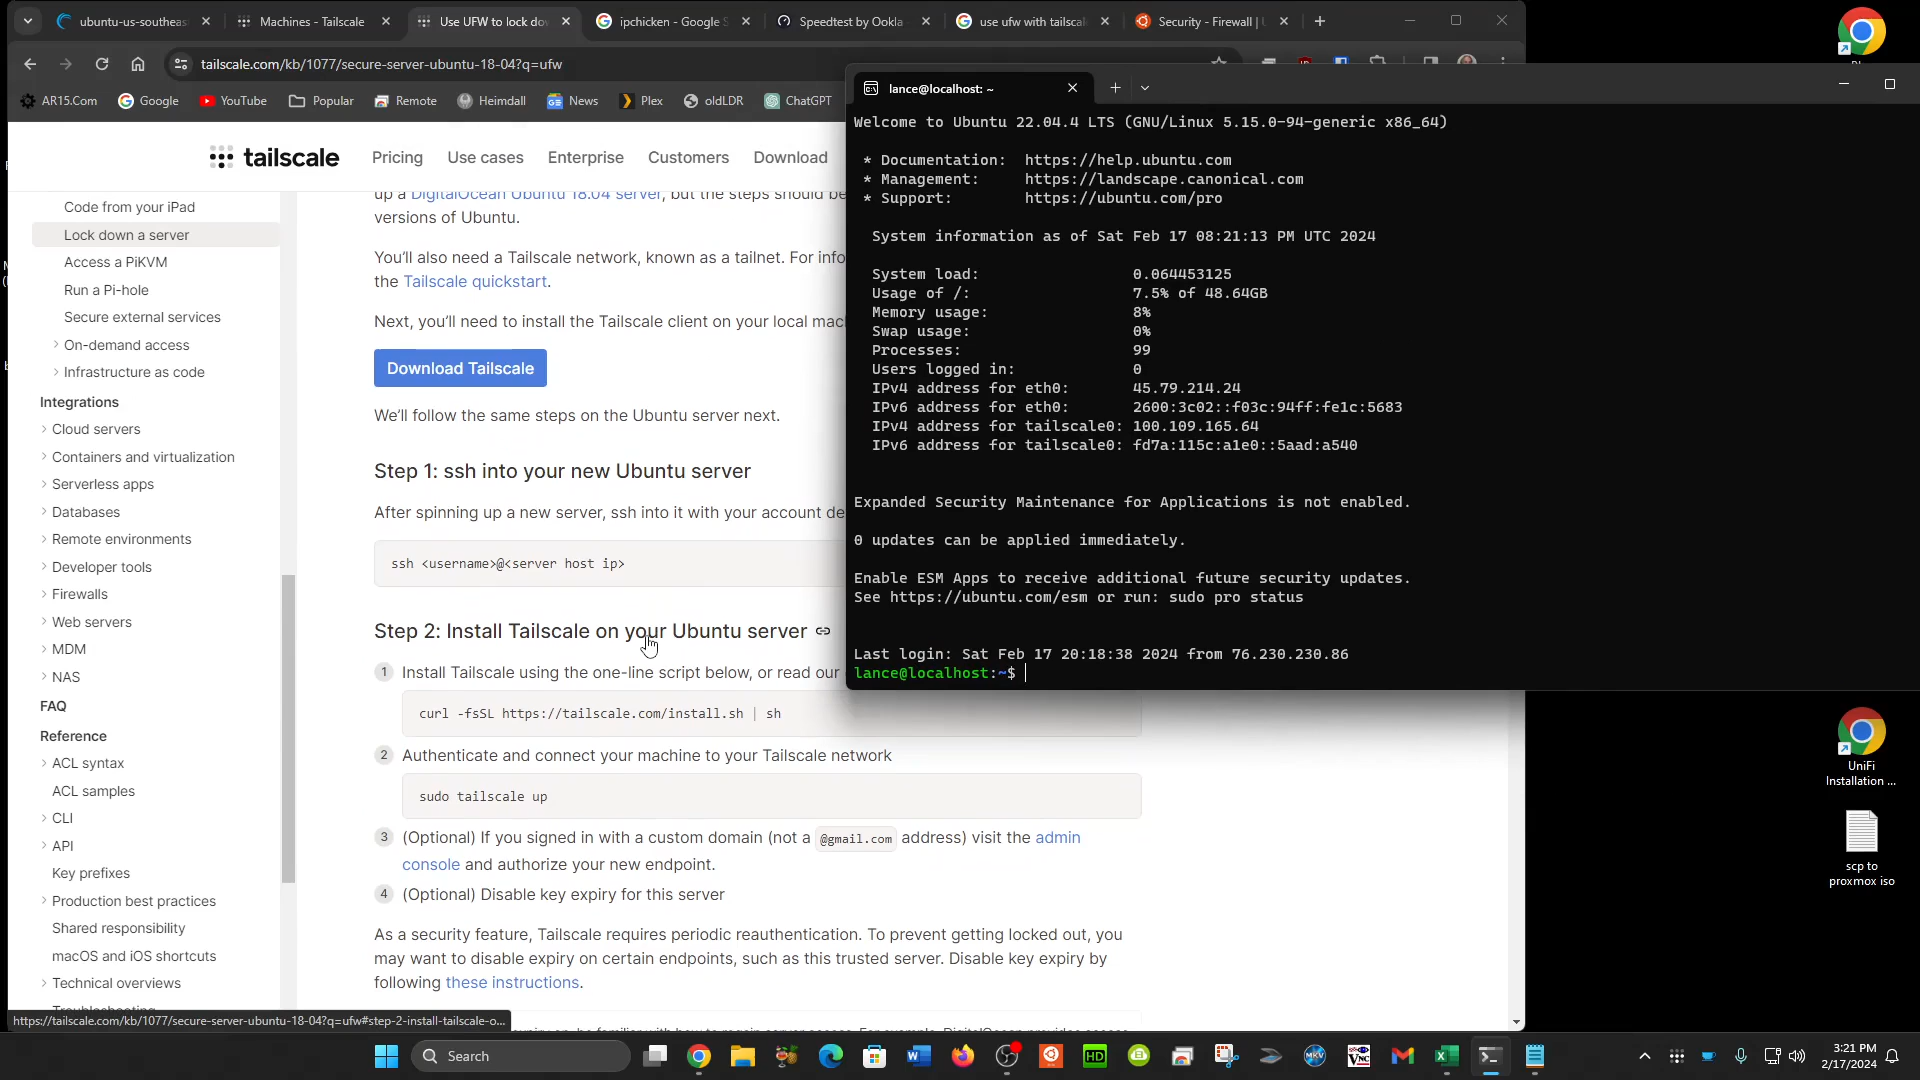 ubuntu-us-southeas
Machines - Tailscale
Use UFW to lock do
ipchicken - Google S
Speedtest by Ookla
use ufw with tailsca
Security - Firewall | U
tailscale.com/kb/1077/secure-server-ubuntu-18-04?q=ufw
AR15.Com
Google
YouTube
Popular
Remote
Heimdall
News
Plex
oldLDR
ChatGPT
tailscale
Pricing
Use cases
Enterprise
Customers
Download
Code from your iPad
Lock down a server
Access a PiKVM
Run a Pi-hole
Secure external services
On-demand access
Infrastructure as code
Integrations
Cloud servers
Containers and virtualization
Serverless apps
Databases
Remote environments
Developer tools
Firewalls
Web servers
MDM
NAS
FAQ
Reference
ACL syntax
ACL samples
CLI
API
Key prefixes
Production best practices
Shared responsibility
macOS and iOS shortcuts
Technical overviews
https://tailscale.com/kb/1077/secure-server-ubuntu-18-04?q=ufw#step-2-install-tailscale-o...
up a DigitalOcean Ubuntu 18.04 server, but the steps should be
versions of Ubuntu.
You'll also need a Tailscale network, known as a tailnet. For info
the Tailscale quickstart.
Next, you'll need to install the Tailscale client on your local mac
Download Tailscale
We'll follow the same steps on the Ubuntu server next.
Step 1: ssh into your new Ubuntu server
After spinning up a new server, ssh into it with your account de
ssh <username>@<server host ip>
Step 2: Install Tailscale on your Ubuntu server
1 Install Tailscale using the one-line script below, or read our
curl -fsSL https://tailscale.com/install.sh | sh
2 Authenticate and connect your machine to your Tailscale network
sudo tailscale up
3 (Optional) If you signed in with a custom domain (not a @gmail.com address) visit the admin
console and authorize your new endpoint.
4 (Optional) Disable key expiry for this server
As a security feature, Tailscale requires periodic reauthentication. To prevent getting locked out, you
may want to disable expiry on certain endpoints, such as this trusted server. Disable key expiry by
following these instructions.
lance@localhost: ~
Welcome to Ubuntu 22.04.4 LTS (GNU/Linux 5.15.0-94-generic x86_64)
* Documentation: https://help.ubuntu.com
* Management: https://landscape.canonical.com
* Support: https://ubuntu.com/pro
System information as of Sat Feb 17 08:21:13 PM UTC 2024
System load: 0.064453125
Usage of /: 7.5% of 48.64GB
Memory usage: 8%
Swap usage: 0%
Processes: 99
Users logged in: 0
IPv4 address for eth0: 45.79.214.24
IPv6 address for eth0: 2600:3c02::f03c:94ff:fe1c:5683
IPv4 address for tailscale0: 100.109.165.64
IPv6 address for tailscale0: fd7a:115c:a1e0::5aad:a540
Expanded Security Maintenance for Applications is not enabled.
0 updates can be applied immediately.
Enable ESM Apps to receive additional future security updates.
See https://ubuntu.com/esm or run: sudo pro status
Last login: Sat Feb 17 20:18:38 2024 from 76.230.230.86
lance@localhost:~$
UniFi
Installation ...
scp to
proxmox iso
Search
HD
MKV
VNC
3:21 PM
2/17/2024